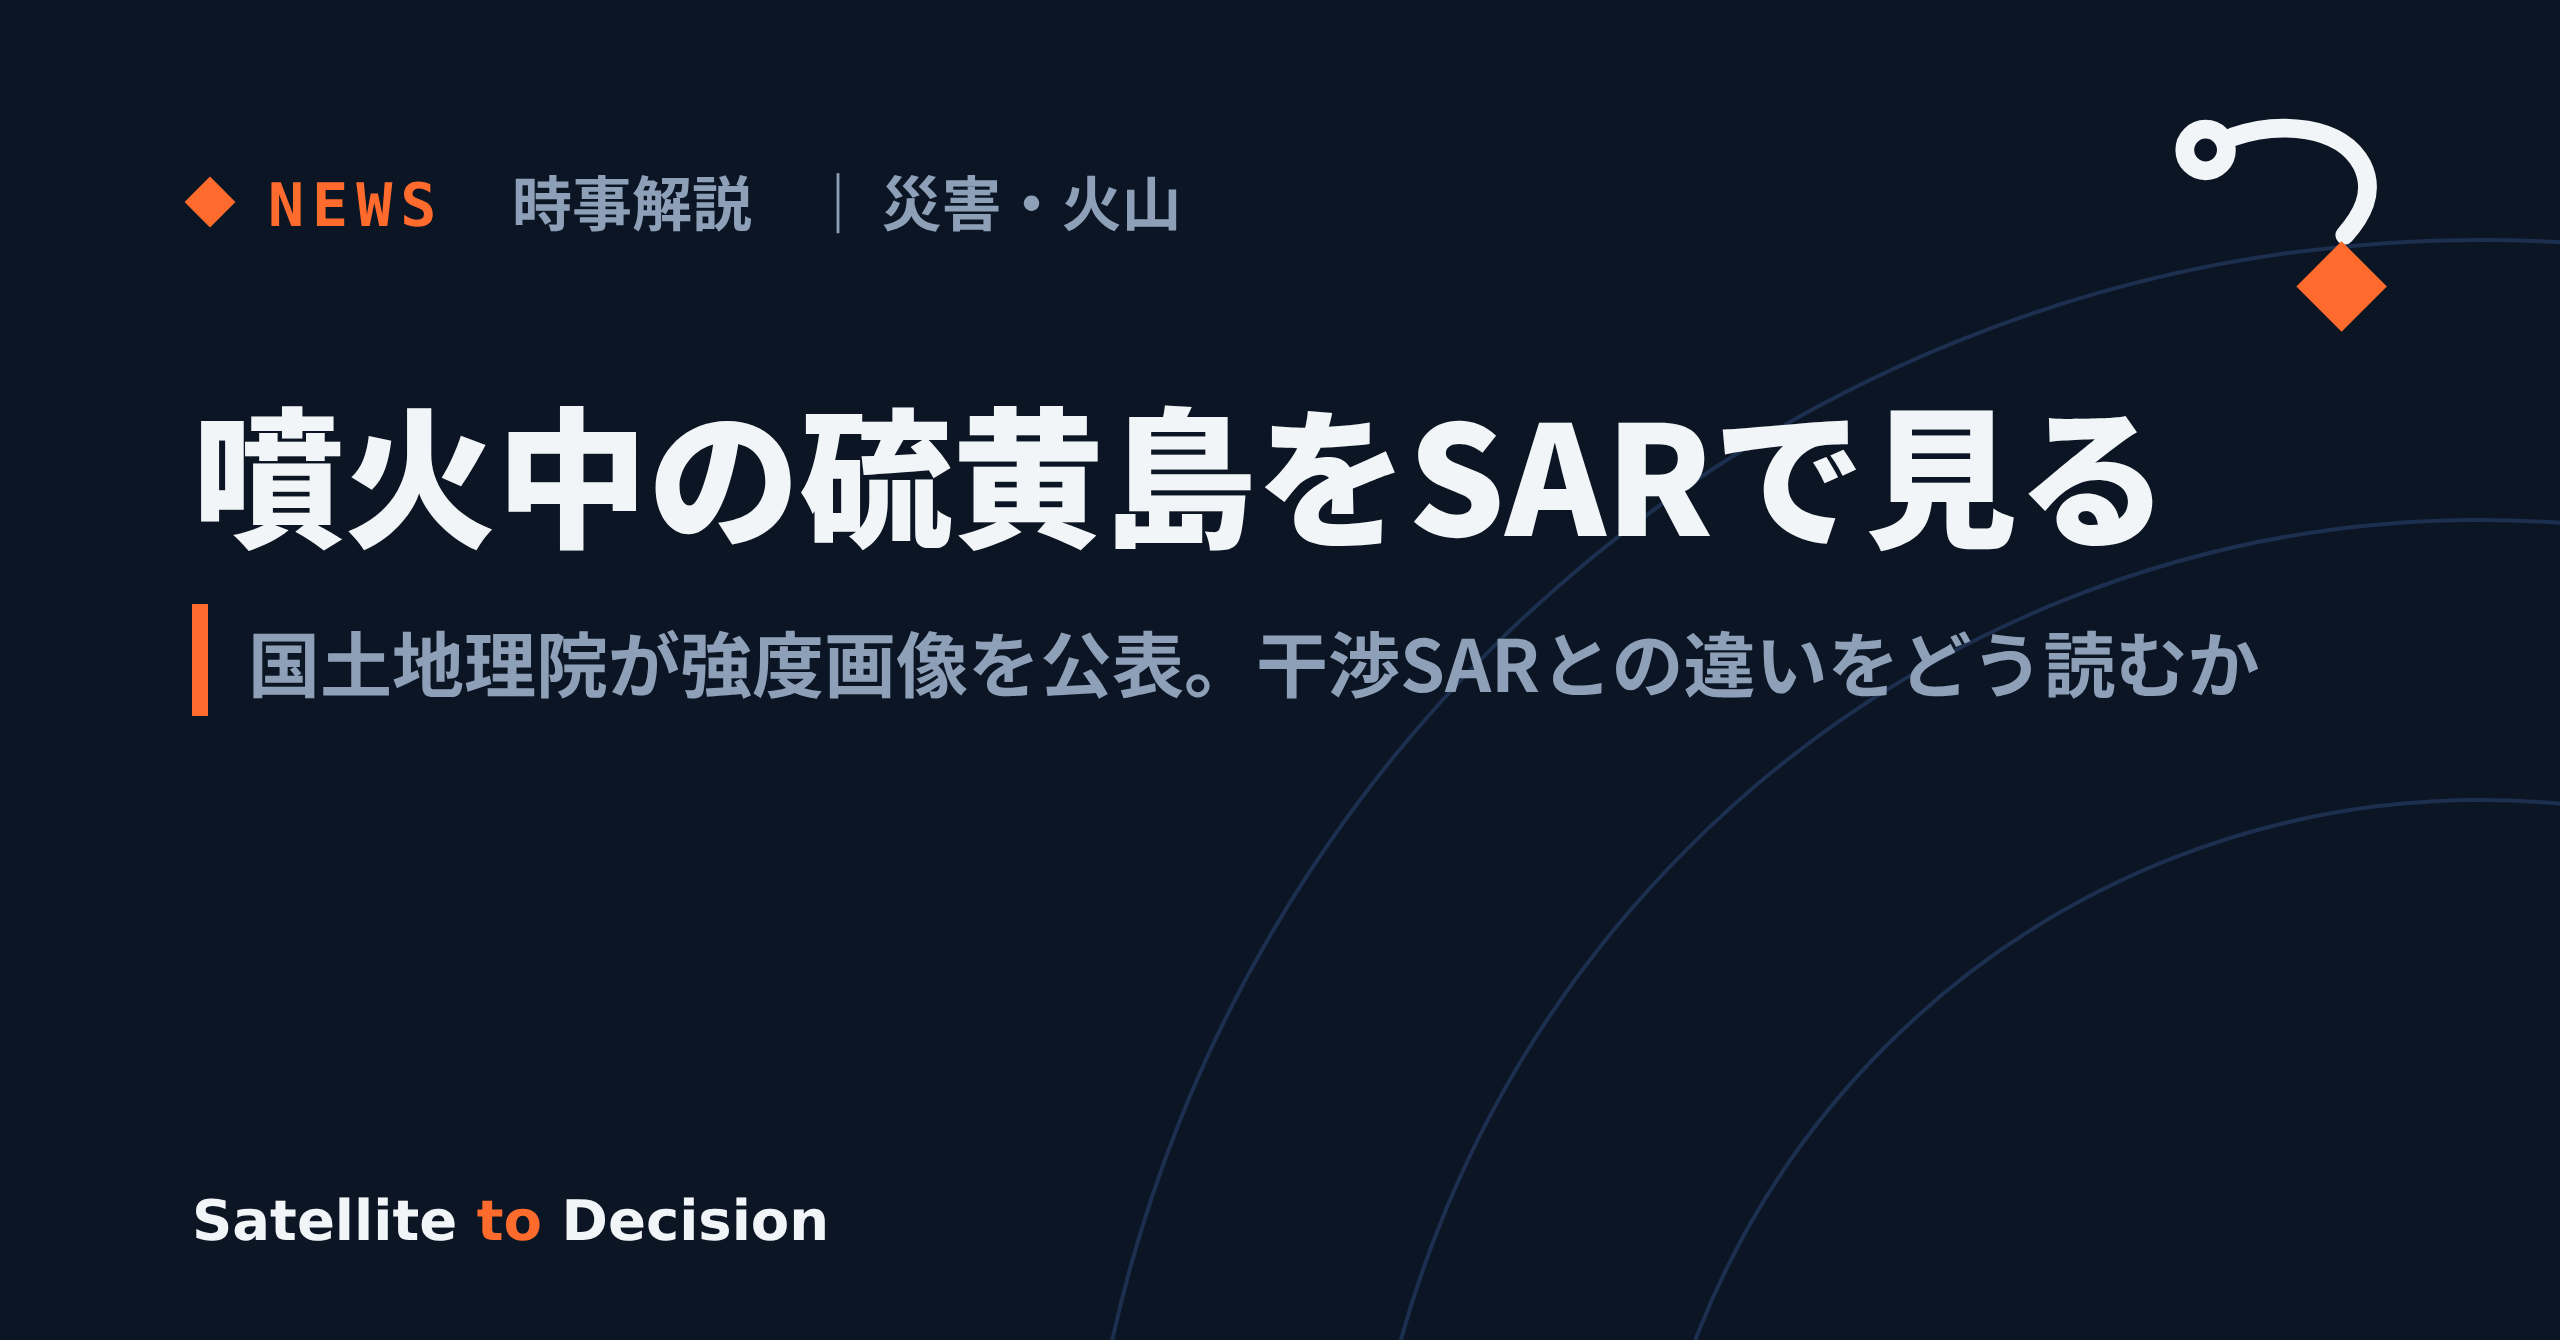 NEWS 時事解説 | 災害・火山
噴火中の硫黄島をSARで見る
国土地理院が強度画像を公表。干渉SARとの違いをどう読むか
Satellite to Decision